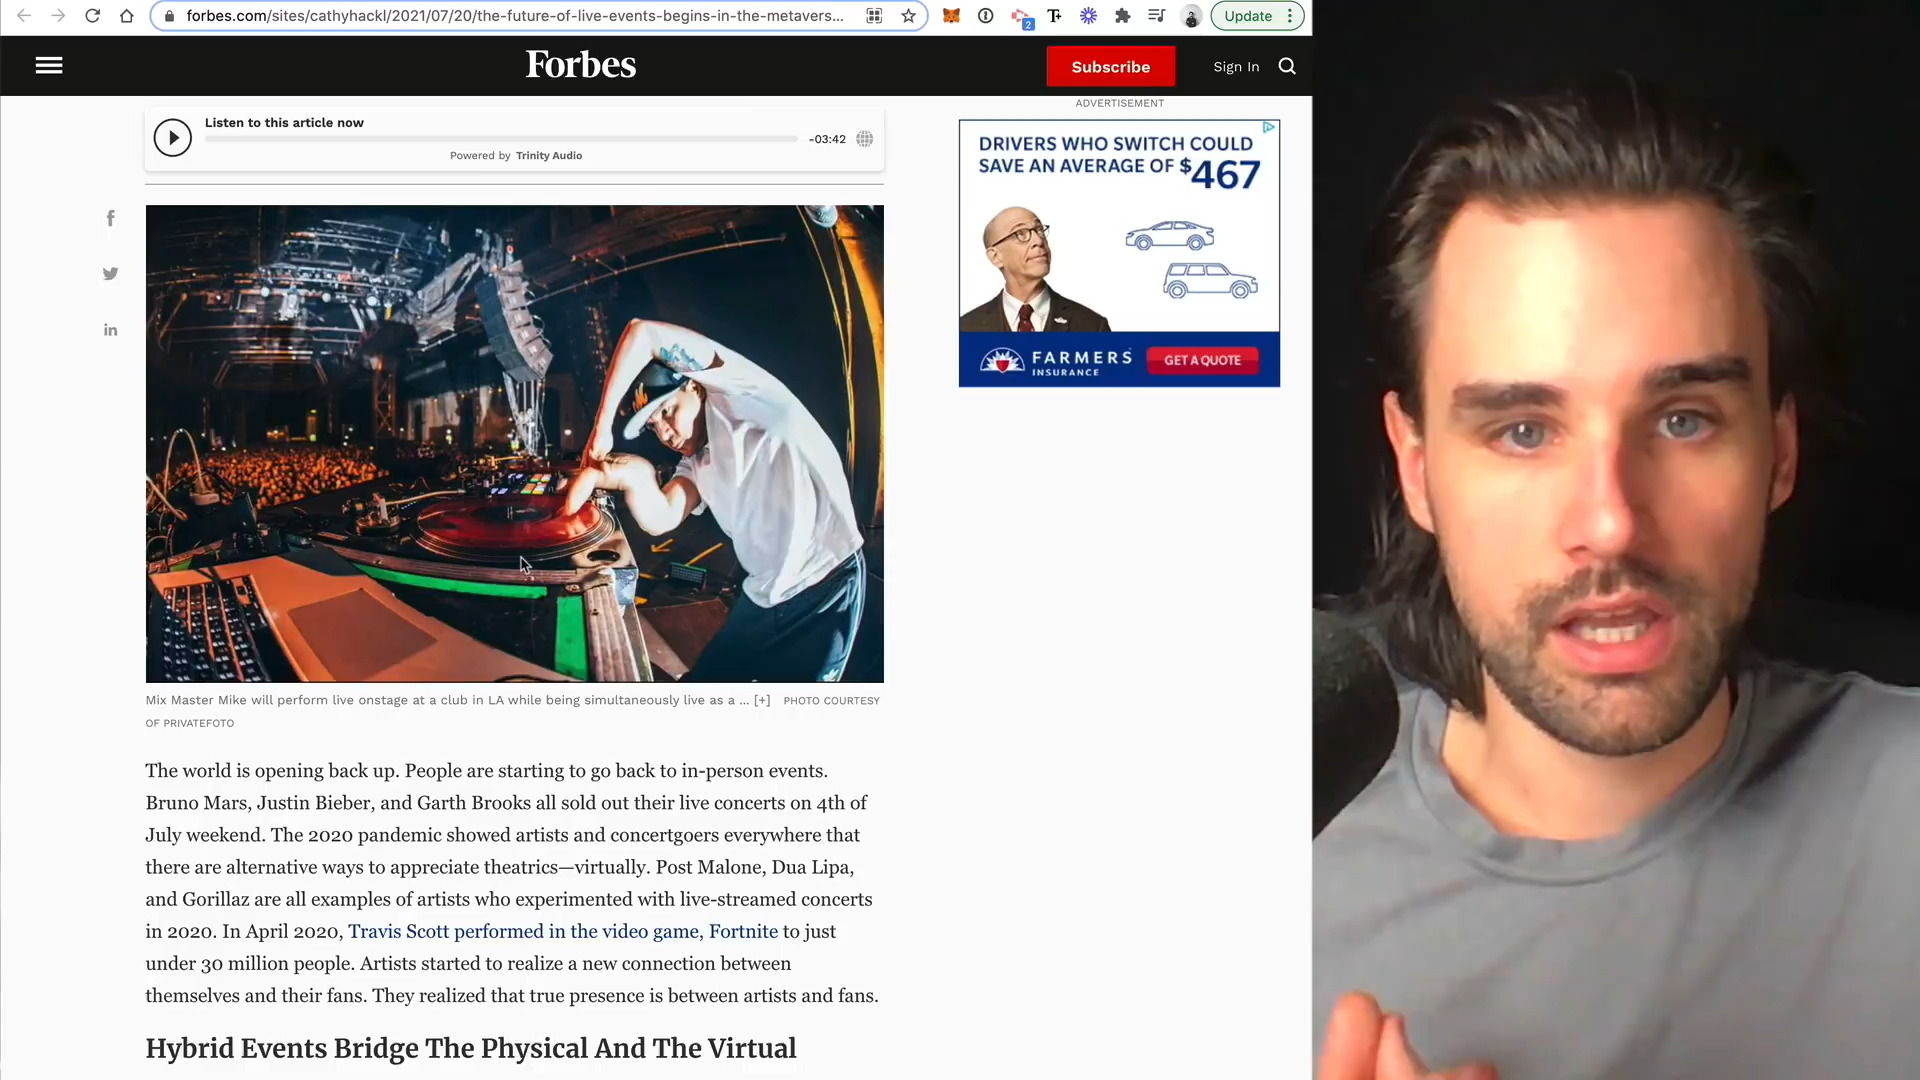 forbes.com/sites/cathyhackl/2021/07/20/the-future-of-live-events-begins-in-the-metavers...
2
Update
Forbes
Subscribe
Sign In
Listen to this article now
-03:42
Powered by Trinity Audio
ADVERTISEMENT
DRIVERS WHO SWITCH COULD
SAVE AN AVERAGE OF $467
FARMERS
INSURANCE
GET A QUOTE
f
in
Mix Master Mike will perform live onstage at a club in LA while being simultaneously live as a ... [+] PHOTO COURTESY
OF PRIVATEFOTO
The world is opening back up. People are starting to go back to in-person events.
Bruno Mars, Justin Bieber, and Garth Brooks all sold out their live concerts on 4th of
July weekend. The 2020 pandemic showed artists and concertgoers everywhere that
there are alternative ways to appreciate theatrics—virtually. Post Malone, Dua Lipa,
and Gorillaz are all examples of artists who experimented with live-streamed concerts
in 2020. In April 2020, Travis Scott performed in the video game, Fortnite to just
under 30 million people. Artists started to realize a new connection between
themselves and their fans. They realized that true presence is between artists and fans.
Hybrid Events Bridge The Physical And The Virtual